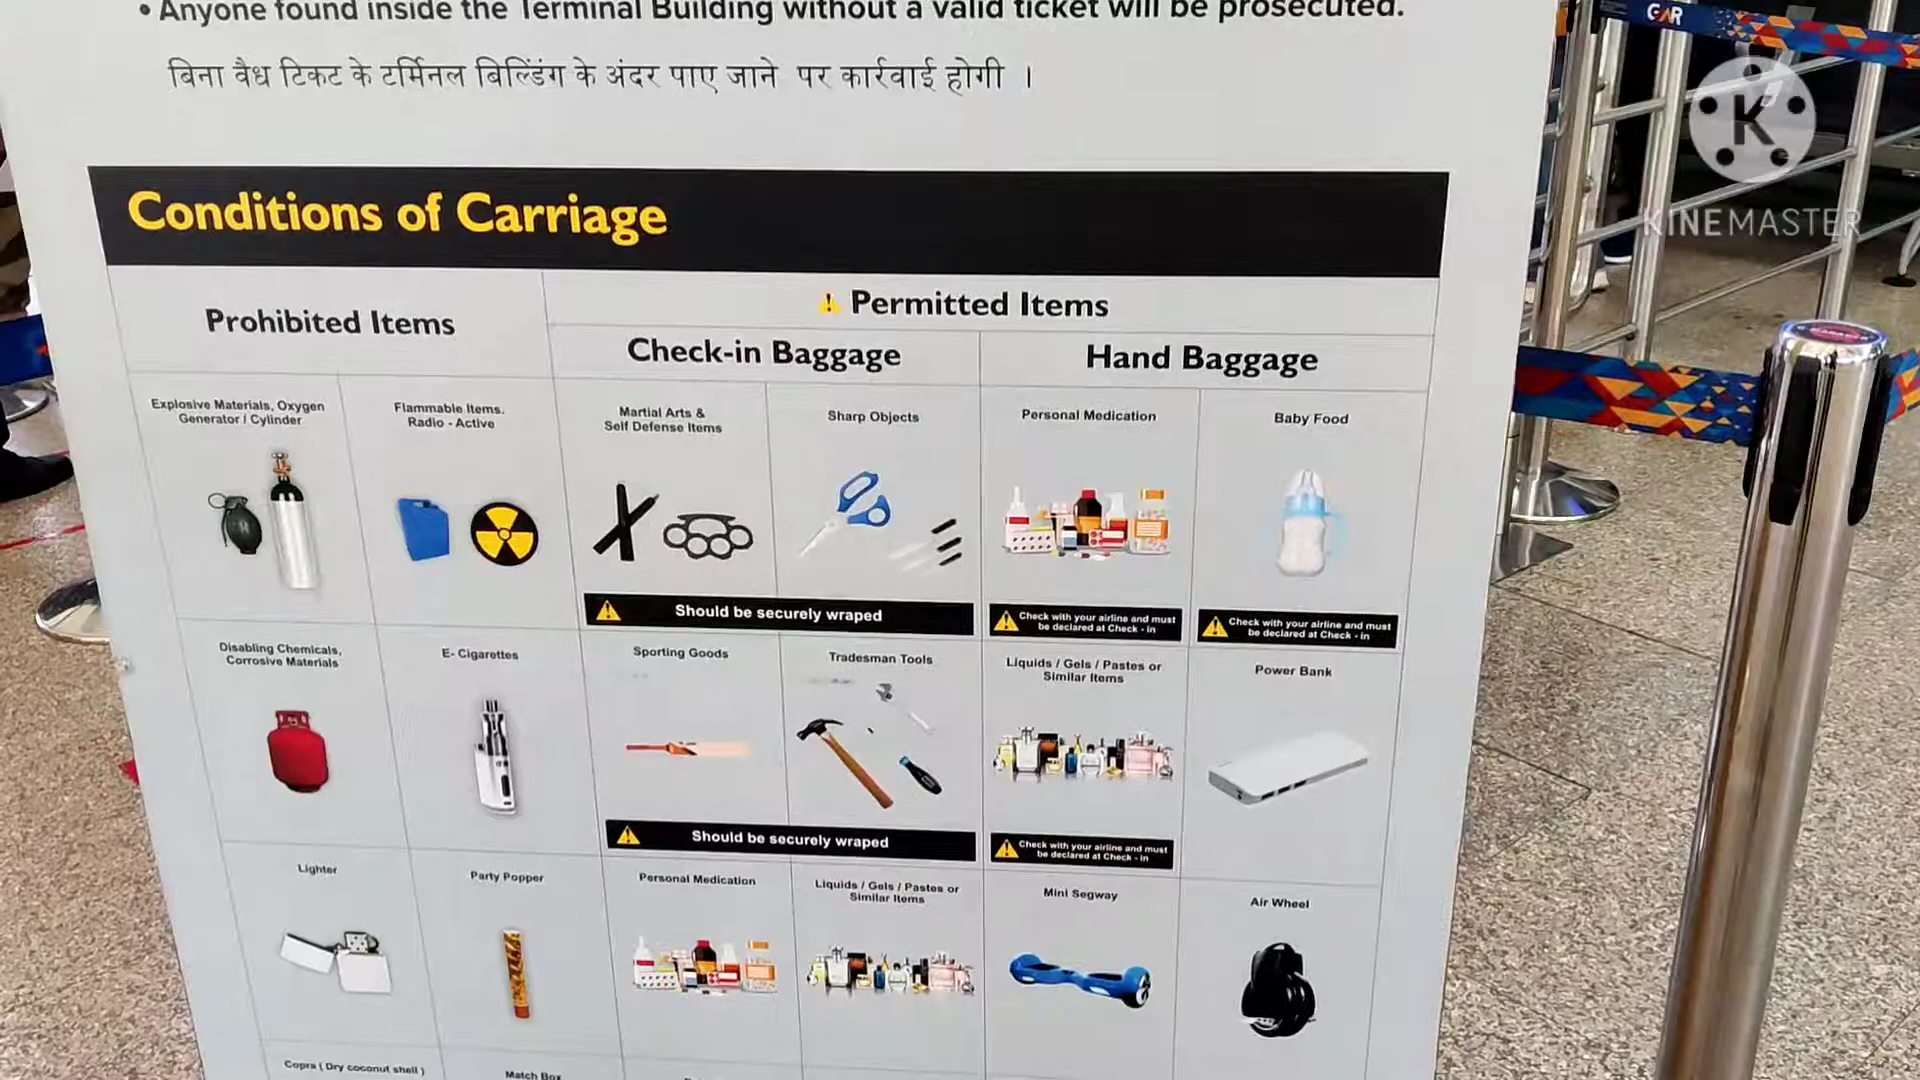 • Anyone found inside the Terminal Building without a valid ticket will be prosecuted.
बिना वैध टिकट के टर्मिनल बिल्डिंग के अंदर पाए जाने पर कार्रवाई होगी ।
GMR
K
KINEMASTER
Conditions of Carriage
Prohibited Items
Permitted Items
Check-in Baggage
Hand Baggage
Explosive Materials, Oxygen
Generator / Cylinder
Flammable Items.
Radio - Active
Martial Arts &
Self Defense Items
Sharp Objects
Personal Medication
Baby Food
Should be securely wraped
Check with your airline and must
be declared at Check - in
Check with your airline and must
be declared at Check - in
Disabling Chemicals,
Corrosive Materials
E- Cigarettes
Sporting Goods
Tradesman Tools
Liquids / Gels / Pastes or
Similar Items
Power Bank
Should be securely wraped
Check with your airline and must
be declared at Check - in
Lighter
Party Popper
Personal Medication
Liquids / Gels / Pastes or
Similar Items
Mini Segway
Air Wheel
Copra ( Dry coconut shell )
Match Box